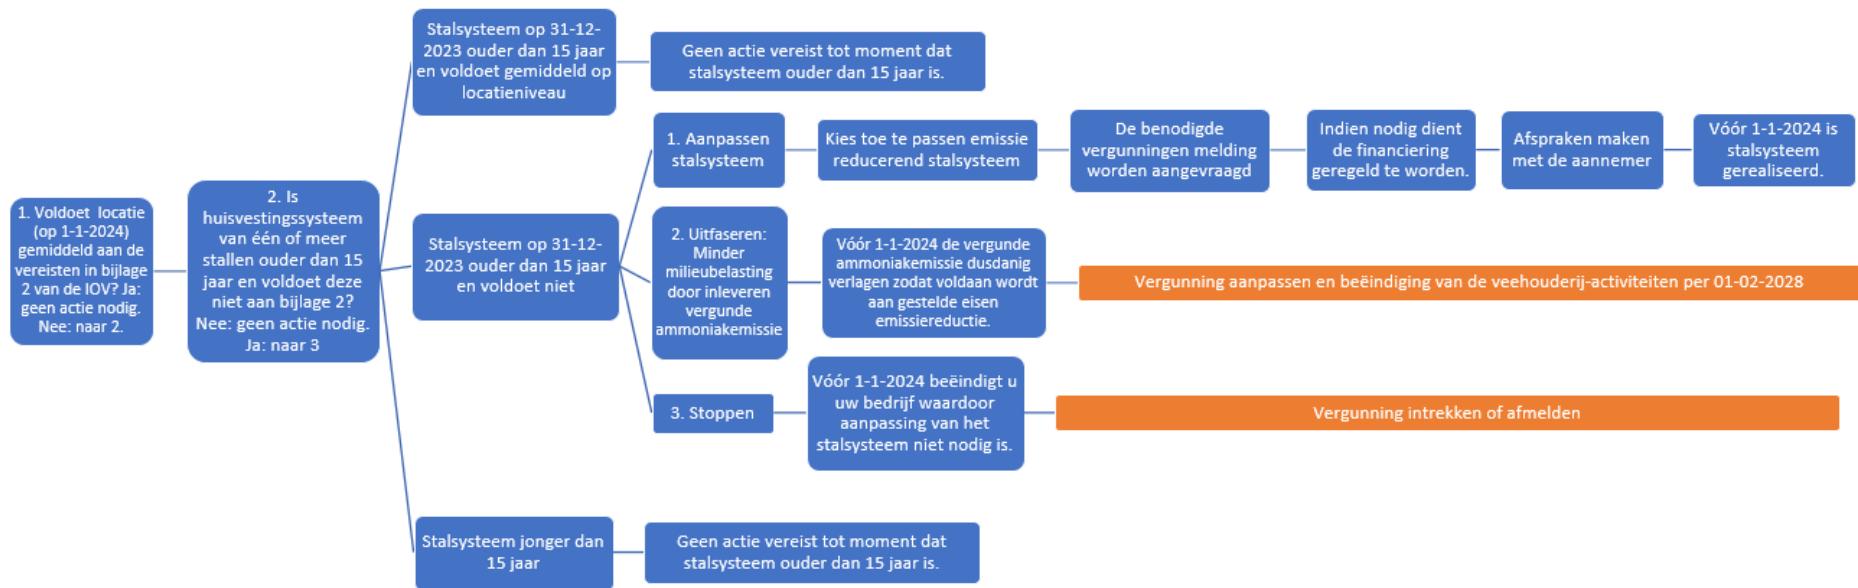 1. Voldoet locatie
(op 1-1-2024)
gemiddeld aan de
vereisten in bijlage
2 van de IOV? Ja:
geen actie nodig.
Nee: naar 2.
2. Is
huisvestingssysteem
van één of meer
stallen ouder dan 15
jaar en voldoet deze
niet aan bijlage 2?
Nee: geen actie nodig.
Ja: naar 3
Stalsysteem op 31-12-
2023 ouder dan 15 jaar
en voldoet gemiddeld op
locatieniveau
Geen actie vereist tot moment dat
stalsysteem ouder dan 15 jaar is.
Stalsysteem op 31-12-
2023 ouder dan 15 jaar
en voldoet niet
1. Aanpassen
stalsysteem
Kies toe te passen emissie
reducerend stalsysteem
De benodigde
vergunningen melding
worden aangevraagd
Indien nodig dient
de financiering
geregeld te worden.
Afspraken maken
met de aannemer
Vóór 1-1-2024 is
stalsysteem
gerealiseerd.
2. Uitfaseren:
Minder
milieubelasting
door inleveren
vergunde
ammoniakemissie
Vóór 1-1-2024 de vergunde
ammoniakemissie dusdanig
verlagen zodat voldaan wordt
aan gestelde eisen
emissiereductie.
Vergunning aanpassen en beëindiging van de veehouderij-activiteiten per 01-02-2028
3. Stoppen
Vóór 1-1-2024 beëindigt u
uw bedrijf waardoor
aanpassing van het
stalsysteem niet nodig is.
Vergunning intrekken of afmelden
Stalsysteem jonger dan
15 jaar
Geen actie vereist tot moment dat
stalsysteem ouder dan 15 jaar is.